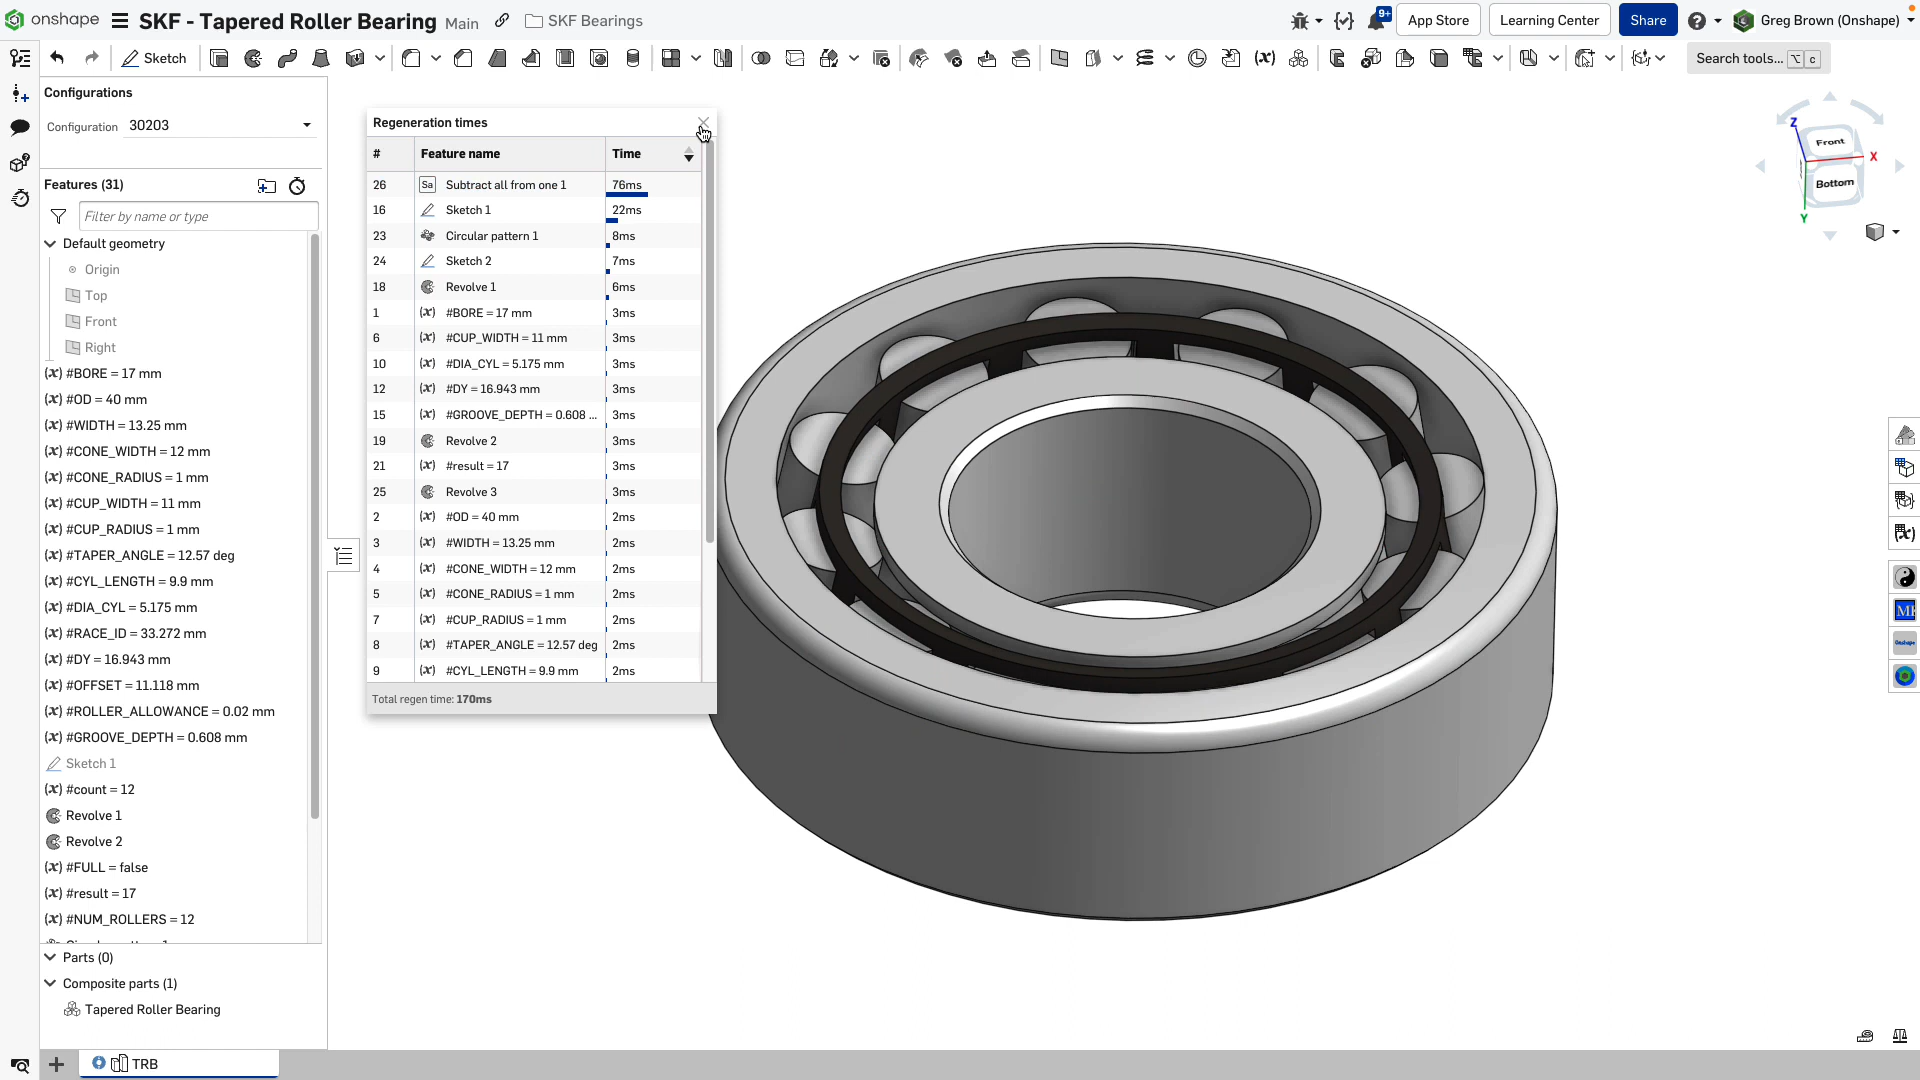 onshape SKF - Tapered Roller Bearing Main SKF Bearings 9+ App Store Learning Center Share Greg Brown (Onshape)
Sketch (x) Search tools... ⌥ c
Configurations
Configuration 30203
Features (31)
Filter by name or type
Default geometry
Origin
Top
Front
Right
(x) #BORE = 17 mm
(x) #OD = 40 mm
(x) #WIDTH = 13.25 mm
(x) #CONE_WIDTH = 12 mm
(x) #CONE_RADIUS = 1 mm
(x) #CUP_WIDTH = 11 mm
(x) #CUP_RADIUS = 1 mm
(x) #TAPER_ANGLE = 12.57 deg
(x) #CYL_LENGTH = 9.9 mm
(x) #DIA_CYL = 5.175 mm
(x) #RACE_ID = 33.272 mm
(x) #DY = 16.943 mm
(x) #OFFSET = 11.118 mm
(x) #ROLLER_ALLOWANCE = 0.02 mm
(x) #GROOVE_DEPTH = 0.608 mm
Sketch 1
(x) #count = 12
Revolve 1
Revolve 2
(x) #FULL = false
(x) #result = 17
(x) #NUM_ROLLERS = 12
Parts (0)
Composite parts (1)
Tapered Roller Bearing
Regeneration times
# Feature name Time
26 Sa Subtract all from one 1 76ms
16 Sketch 1 22ms
23 Circular pattern 1 8ms
24 Sketch 2 7ms
18 Revolve 1 6ms
1 (x) #BORE = 17 mm 3ms
6 (x) #CUP_WIDTH = 11 mm 3ms
10 (x) #DIA_CYL = 5.175 mm 3ms
12 (x) #DY = 16.943 mm 3ms
15 (x) #GROOVE_DEPTH = 0.608 ... 3ms
19 Revolve 2 3ms
21 (x) #result = 17 3ms
25 Revolve 3 3ms
2 (x) #OD = 40 mm 2ms
3 (x) #WIDTH = 13.25 mm 2ms
4 (x) #CONE_WIDTH = 12 mm 2ms
5 (x) #CONE_RADIUS = 1 mm 2ms
7 (x) #CUP_RADIUS = 1 mm 2ms
8 (x) #TAPER_ANGLE = 12.57 deg 2ms
9 (x) #CYL_LENGTH = 9.9 mm 2ms
Total regen time: 170ms
Z
Front
X
Bottom
Y
(x)
Onshape
TRB